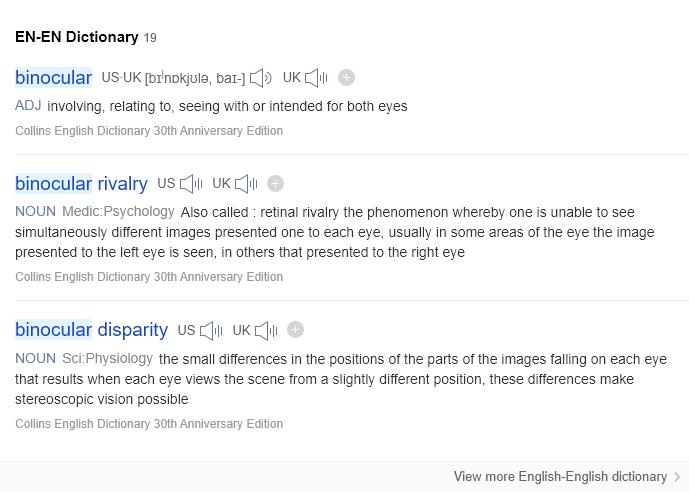 EN-EN Dictionary 19
binocular US·UK [bɪˈnɒkjʊlə, baɪ-] UK
ADJ involving, relating to, seeing with or intended for both eyes
Collins English Dictionary 30th Anniversary Edition
binocular rivalry US UK
NOUN Medic:Psychology Also called : retinal rivalry the phenomenon whereby one is unable to see
simultaneously different images presented one to each eye, usually in some areas of the eye the image
presented to the left eye is seen, in others that presented to the right eye
Collins English Dictionary 30th Anniversary Edition
binocular disparity US UK
NOUN Sci:Physiology the small differences in the positions of the parts of the images falling on each eye
that results when each eye views the scene from a slightly different position, these differences make
stereoscopic vision possible
Collins English Dictionary 30th Anniversary Edition
View more English-English dictionary